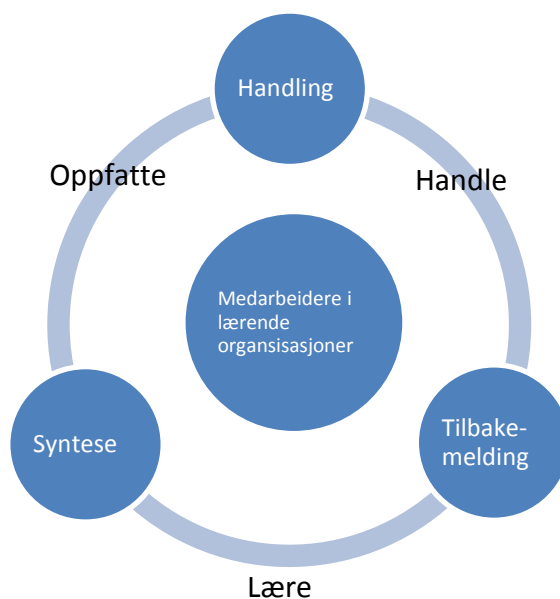 Handling
Oppfatte
Handle
Medarbeidere i
lærende
organsisasjoner
Syntese
Tilbake-
melding
Lære